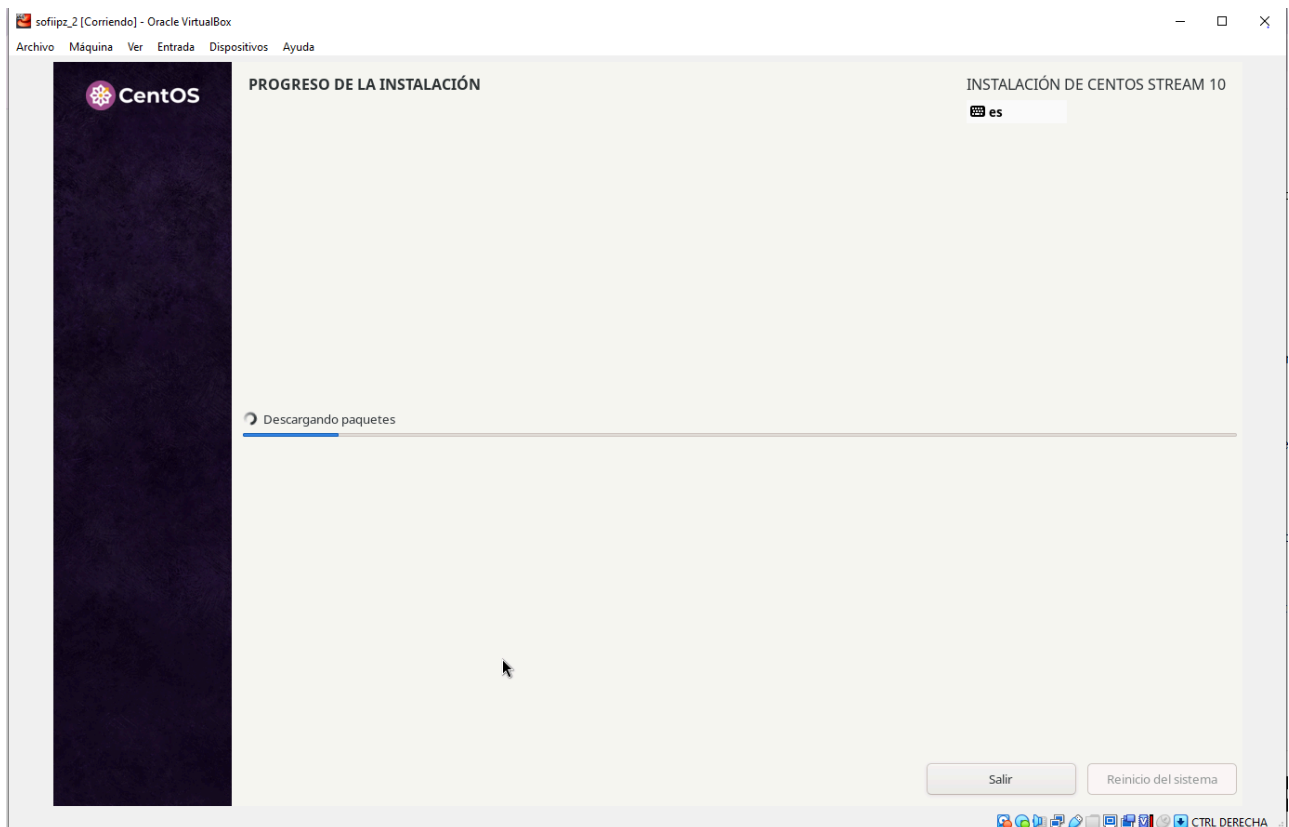 sofiipz_2 [Corriendo] - Oracle VirtualBox
Archivo Máquina Ver Entrada Dispositivos Ayuda
CentOS
PROGRESO DE LA INSTALACIÓN
INSTALACIÓN DE CENTOS STREAM 10
es
Descargando paquetes
Salir
Reinicio del sistema
CTRL DERECHA